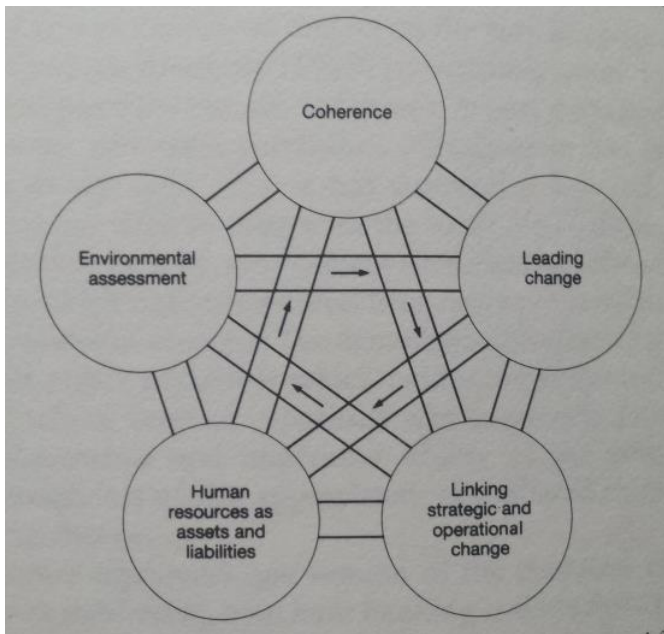 Coherence
Environmental
assessment
Leading
change
Human
resources as
assets and
liabilities
Linking
strategic and
operational
change